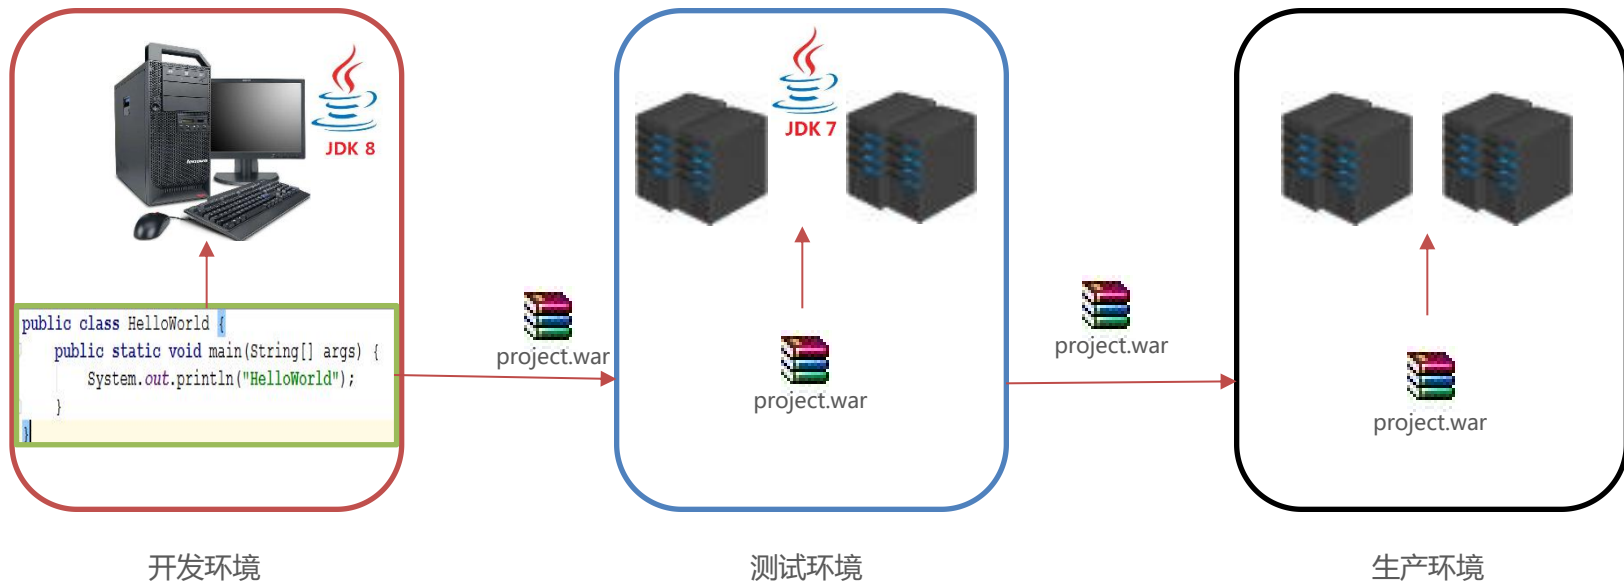 JDK 8
public class HelloWorld {
public static void main(String[] args) {
System.out.println("HelloWorld");
}
}
开发环境
project.war
JDK 7
project.war
测试环境
project.war
project.war
生产环境